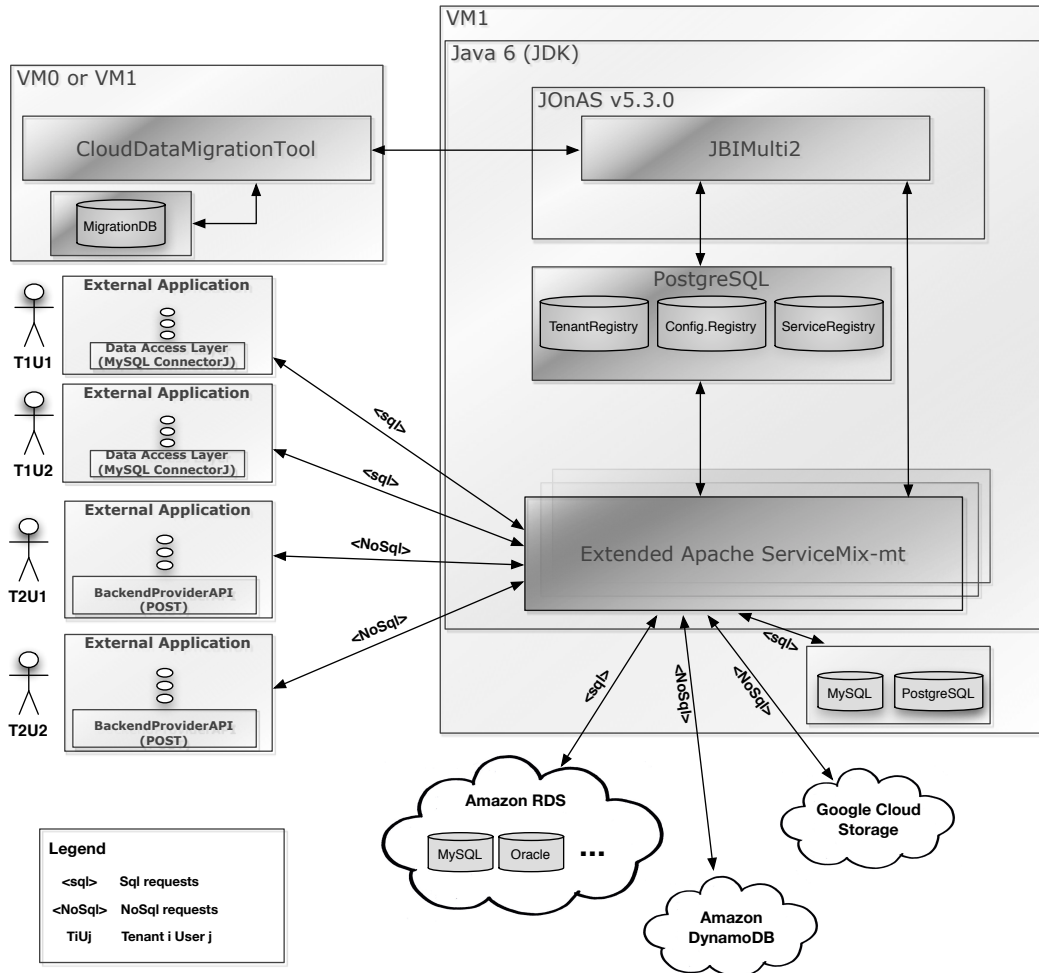 VM1
Java 6 (JDK)
VM0 or VM1
JOnAS v5.3.0
CloudDataMigrationTool
JBIMulti2
MigrationDB
PostgreSQL
TenantRegistry
Config.Registry
ServiceRegistry
External Application
Data Access Layer
(MySQL ConnectorJ)
T1U1
External Application
Data Access Layer
(MySQL ConnectorJ)
T1U2
External Application
BackendProviderAPI
(POST)
T2U1
External Application
BackendProviderAPI
(POST)
T2U2
<sql>
<sql>
<NoSql>
<NoSql>
Extended Apache ServiceMix-mt
<sql>
<NoSql>
<NoSql>
<sql>
MySQL
PostgreSQL
Amazon RDS
MySQL
Oracle
...
Google Cloud
Storage
Amazon
DynamoDB
Legend
<sql> Sql requests
<NoSql> NoSql requests
TiUj Tenant i User j